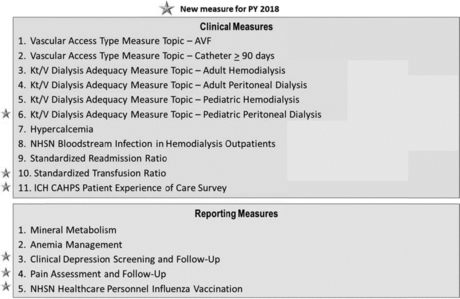 New measure for PY 2018
Clinical Measures
1. Vascular Access Type Measure Topic – AVF
2. Vascular Access Type Measure Topic – Catheter ≥ 90 days
3. Kt/V Dialysis Adequacy Measure Topic – Adult Hemodialysis
4. Kt/V Dialysis Adequacy Measure Topic – Adult Peritoneal Dialysis
5. Kt/V Dialysis Adequacy Measure Topic – Pediatric Hemodialysis
6. Kt/V Dialysis Adequacy Measure Topic – Pediatric Peritoneal Dialysis
7. Hypercalcemia
8. NHSN Bloodstream Infection in Hemodialysis Outpatients
9. Standardized Readmission Ratio
10. Standardized Transfusion Ratio
11. ICH CAHPS Patient Experience of Care Survey
Reporting Measures
1. Mineral Metabolism
2. Anemia Management
3. Clinical Depression Screening and Follow-Up
4. Pain Assessment and Follow-Up
5. NHSN Healthcare Personnel Influenza Vaccination